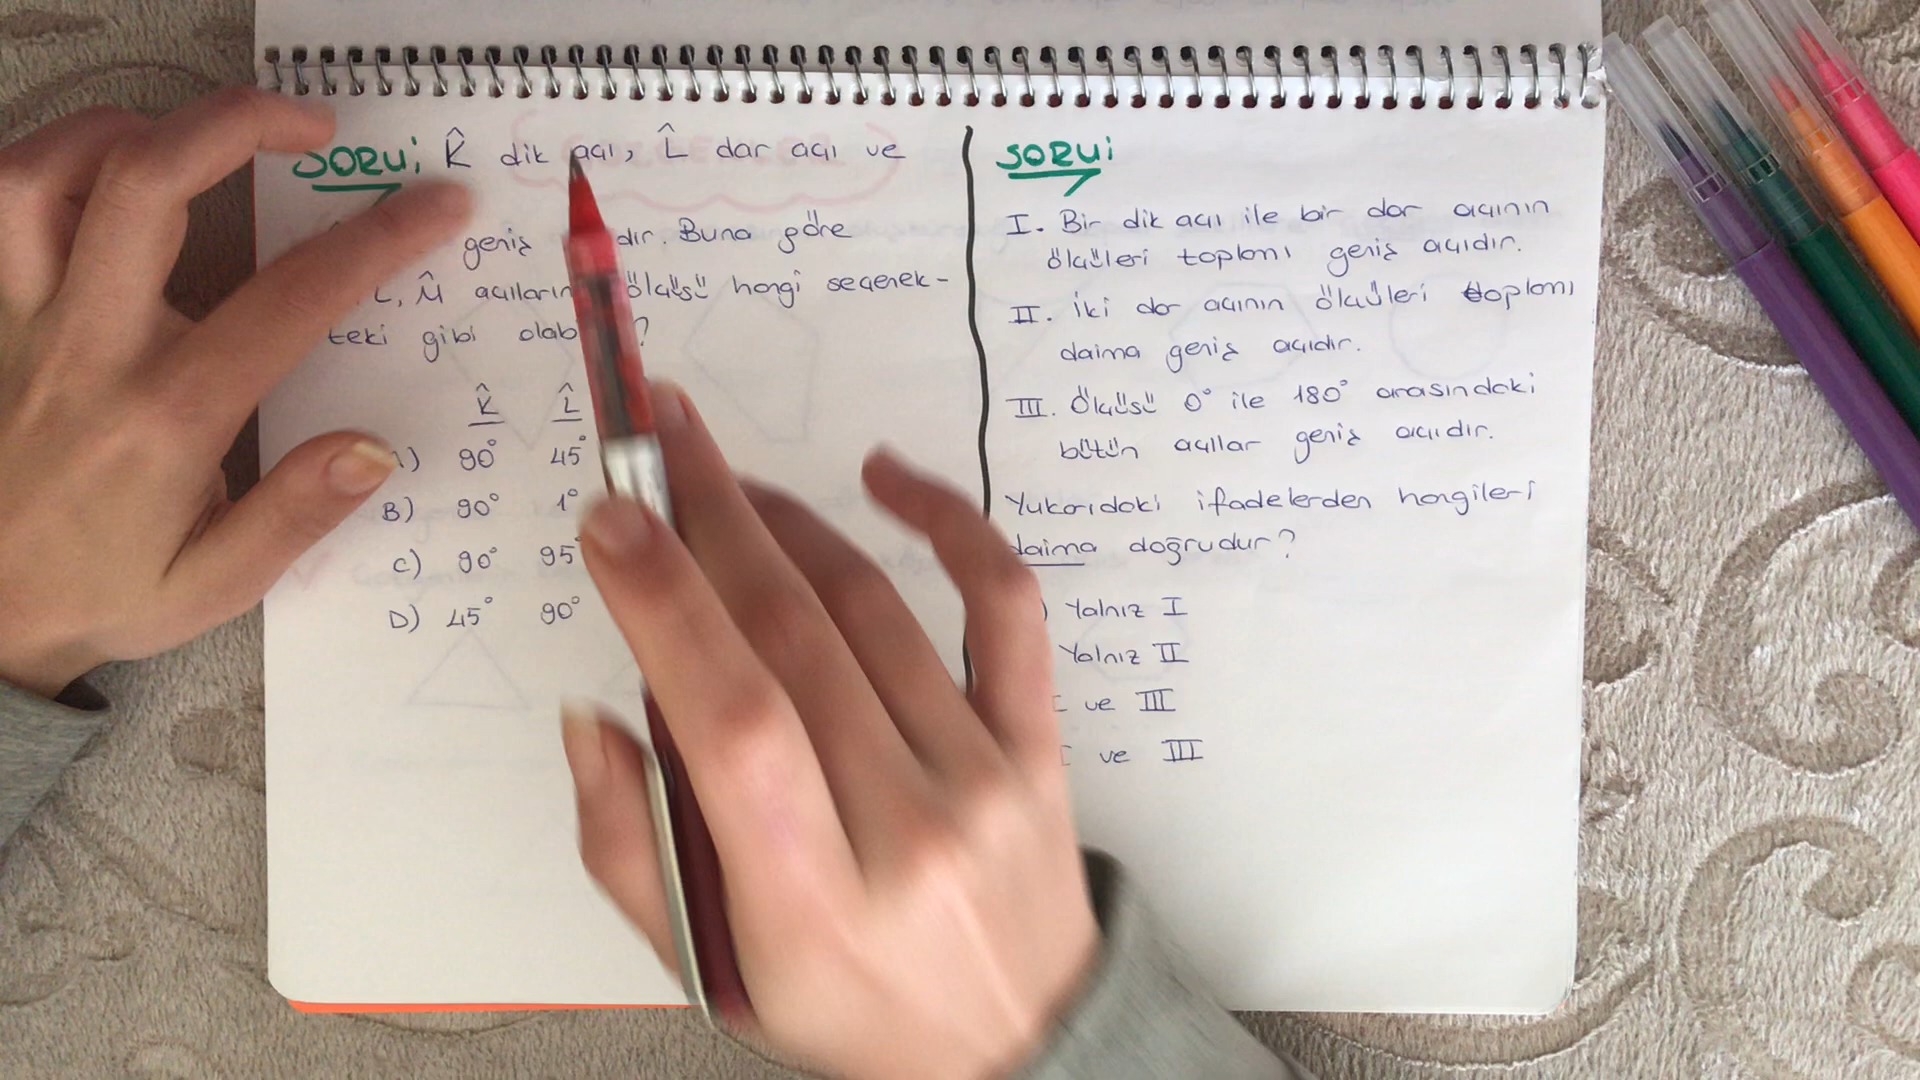 SORU; K̂ dik açı, L̂ dar açı ve
geniş dır. Buna göre
L, M̂ açıların ölçüsü hangi seçenek-
teki gibi olab ?
K̂ L̂
A) 90° 45°
B) 90° 1°
C) 90° 95°
D) 45° 90°
SORU;
I. Bir dik açı ile bir dar açının
ölçüleri toplamı geniş açıdır.
II. İki dar açının ölçüleri toplamı
daima geniş açıdır.
III. Ölçüsü 0° ile 180° arasındaki
bütün açılar geniş açıdır.
Yukarıdaki ifadelerden hangileri
daima doğrudur?
) Yalnız I
Yalnız II
ve III
ve III